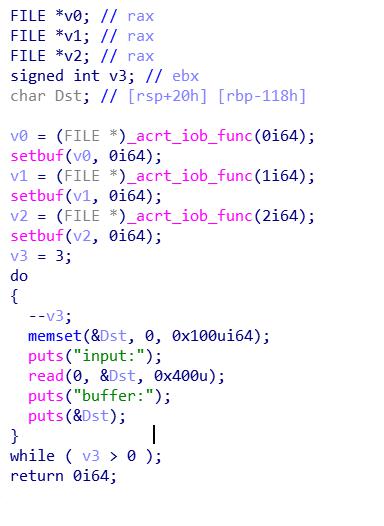 FILE *v0; // rax
FILE *v1; // rax
FILE *v2; // rax
signed int v3; // ebx
char Dst; // [rsp+20h] [rbp-118h]
v0 = (FILE *)_acrt_iob_func(0i64);
setbuf(v0, 0i64);
v1 = (FILE *)_acrt_iob_func(1i64);
setbuf(v1, 0i64);
v2 = (FILE *)_acrt_iob_func(2i64);
setbuf(v2, 0i64);
v3 = 3;
do
{
--v3;
memset(&Dst, 0, 0x100ui64);
puts("input:");
read(0, &Dst, 0x400u);
puts("buffer:");
puts(&Dst);
}
while ( v3 > 0 );
return 0i64;